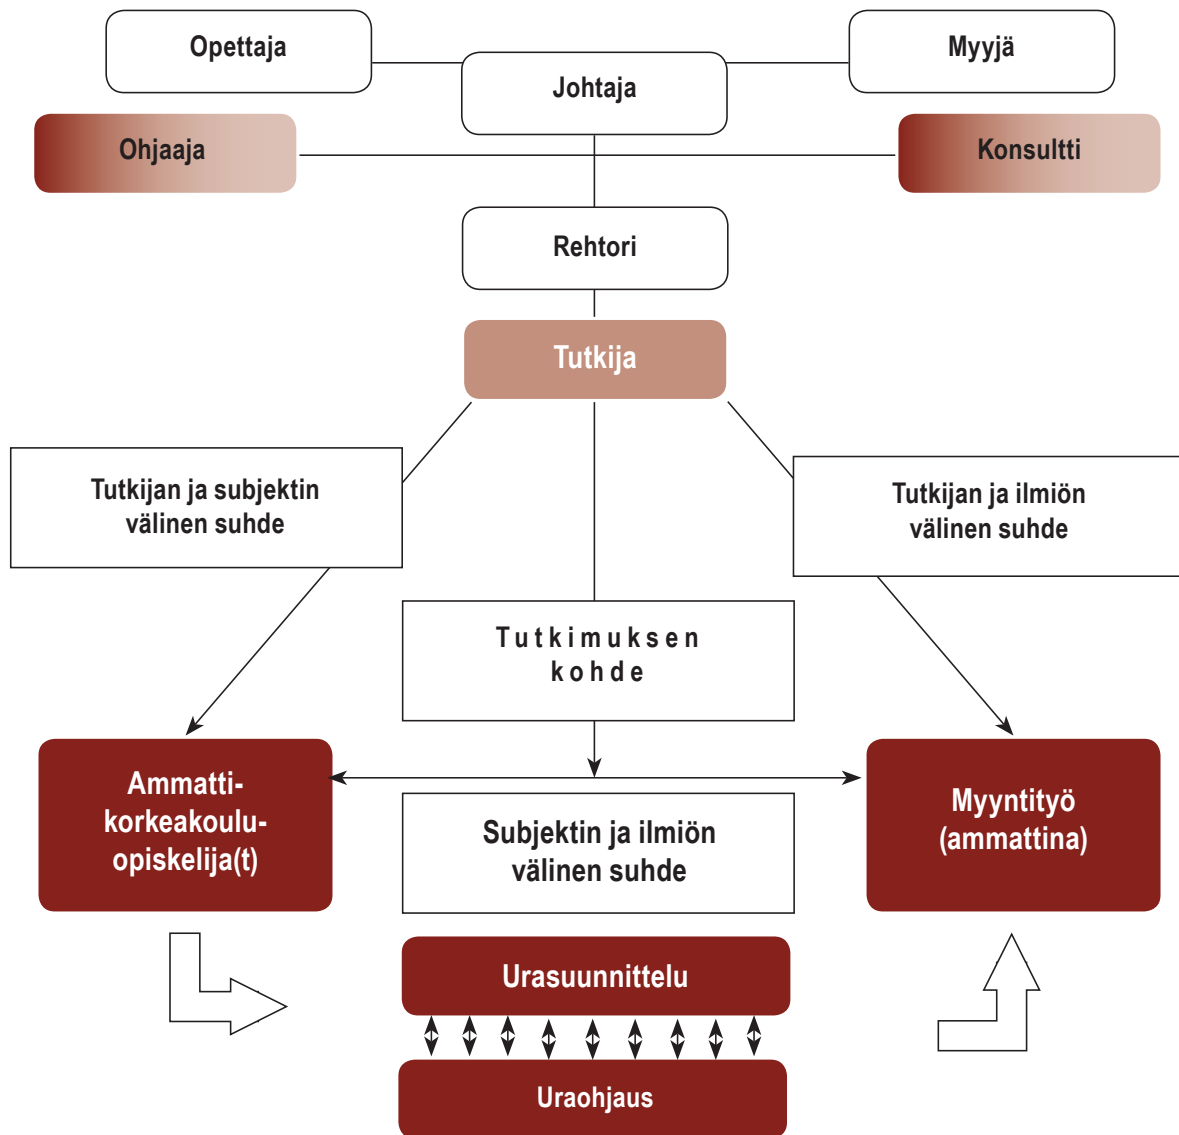 Opettaja
Myyjä
Johtaja
Ohjaaja
Konsultti
Rehtori
Tutkija
Tutkijan ja subjektin
välinen suhde
Tutkijan ja ilmiön
välinen suhde
Tutkimuksen
kohde
Ammatti-
korkeakoulu-
opiskelija(t)
Subjektin ja ilmiön
välinen suhde
Myyntityö
(ammattina)
Urasuunnittelu
Uraohjaus